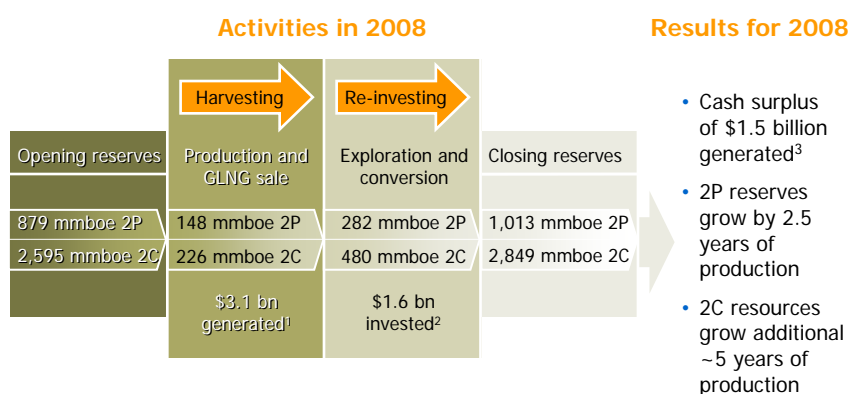 Activities in 2008
Results for 2008
Harvesting
Re-investing
Opening reserves
Production and
GLNG sale
Exploration and
conversion
Closing reserves
879 mmboe 2P
148 mmboe 2P
282 mmboe 2P
1,013 mmboe 2P
2,595 mmboe 2C
226 mmboe 2C
480 mmboe 2C
2,849 mmboe 2C
$3.1 bn
generated¹
$1.6 bn
invested²
• Cash surplus
of $1.5 billion
generated³
• 2P reserves
grow by 2.5
years of
production
• 2C resources
grow additional
~5 years of
production